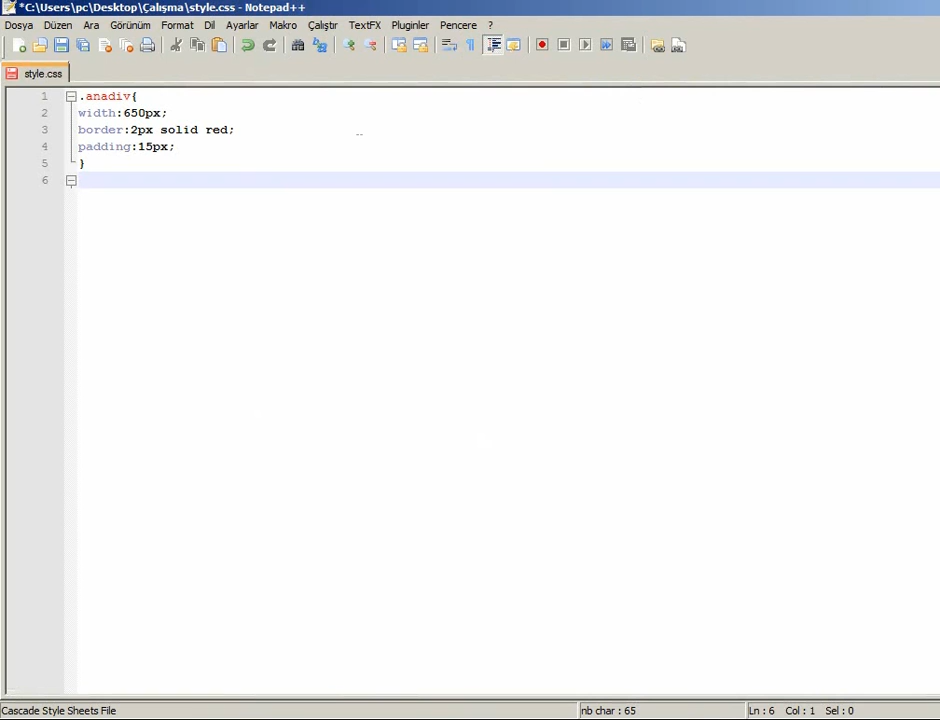 *C:\Users\pc\Desktop\Çalışma\style.css - Notepad++
Dosya Düzen Ara Görünüm Format Dil Ayarlar Makro Çalıştır TextFX Pluginler Pencere ?
style.css
1 .anadiv{
2 width:650px;
3 border:2px solid red;
4 padding:15px;
5 }
6
Cascade Style Sheets File nb char : 65 Ln : 6 Col : 1 Sel : 0